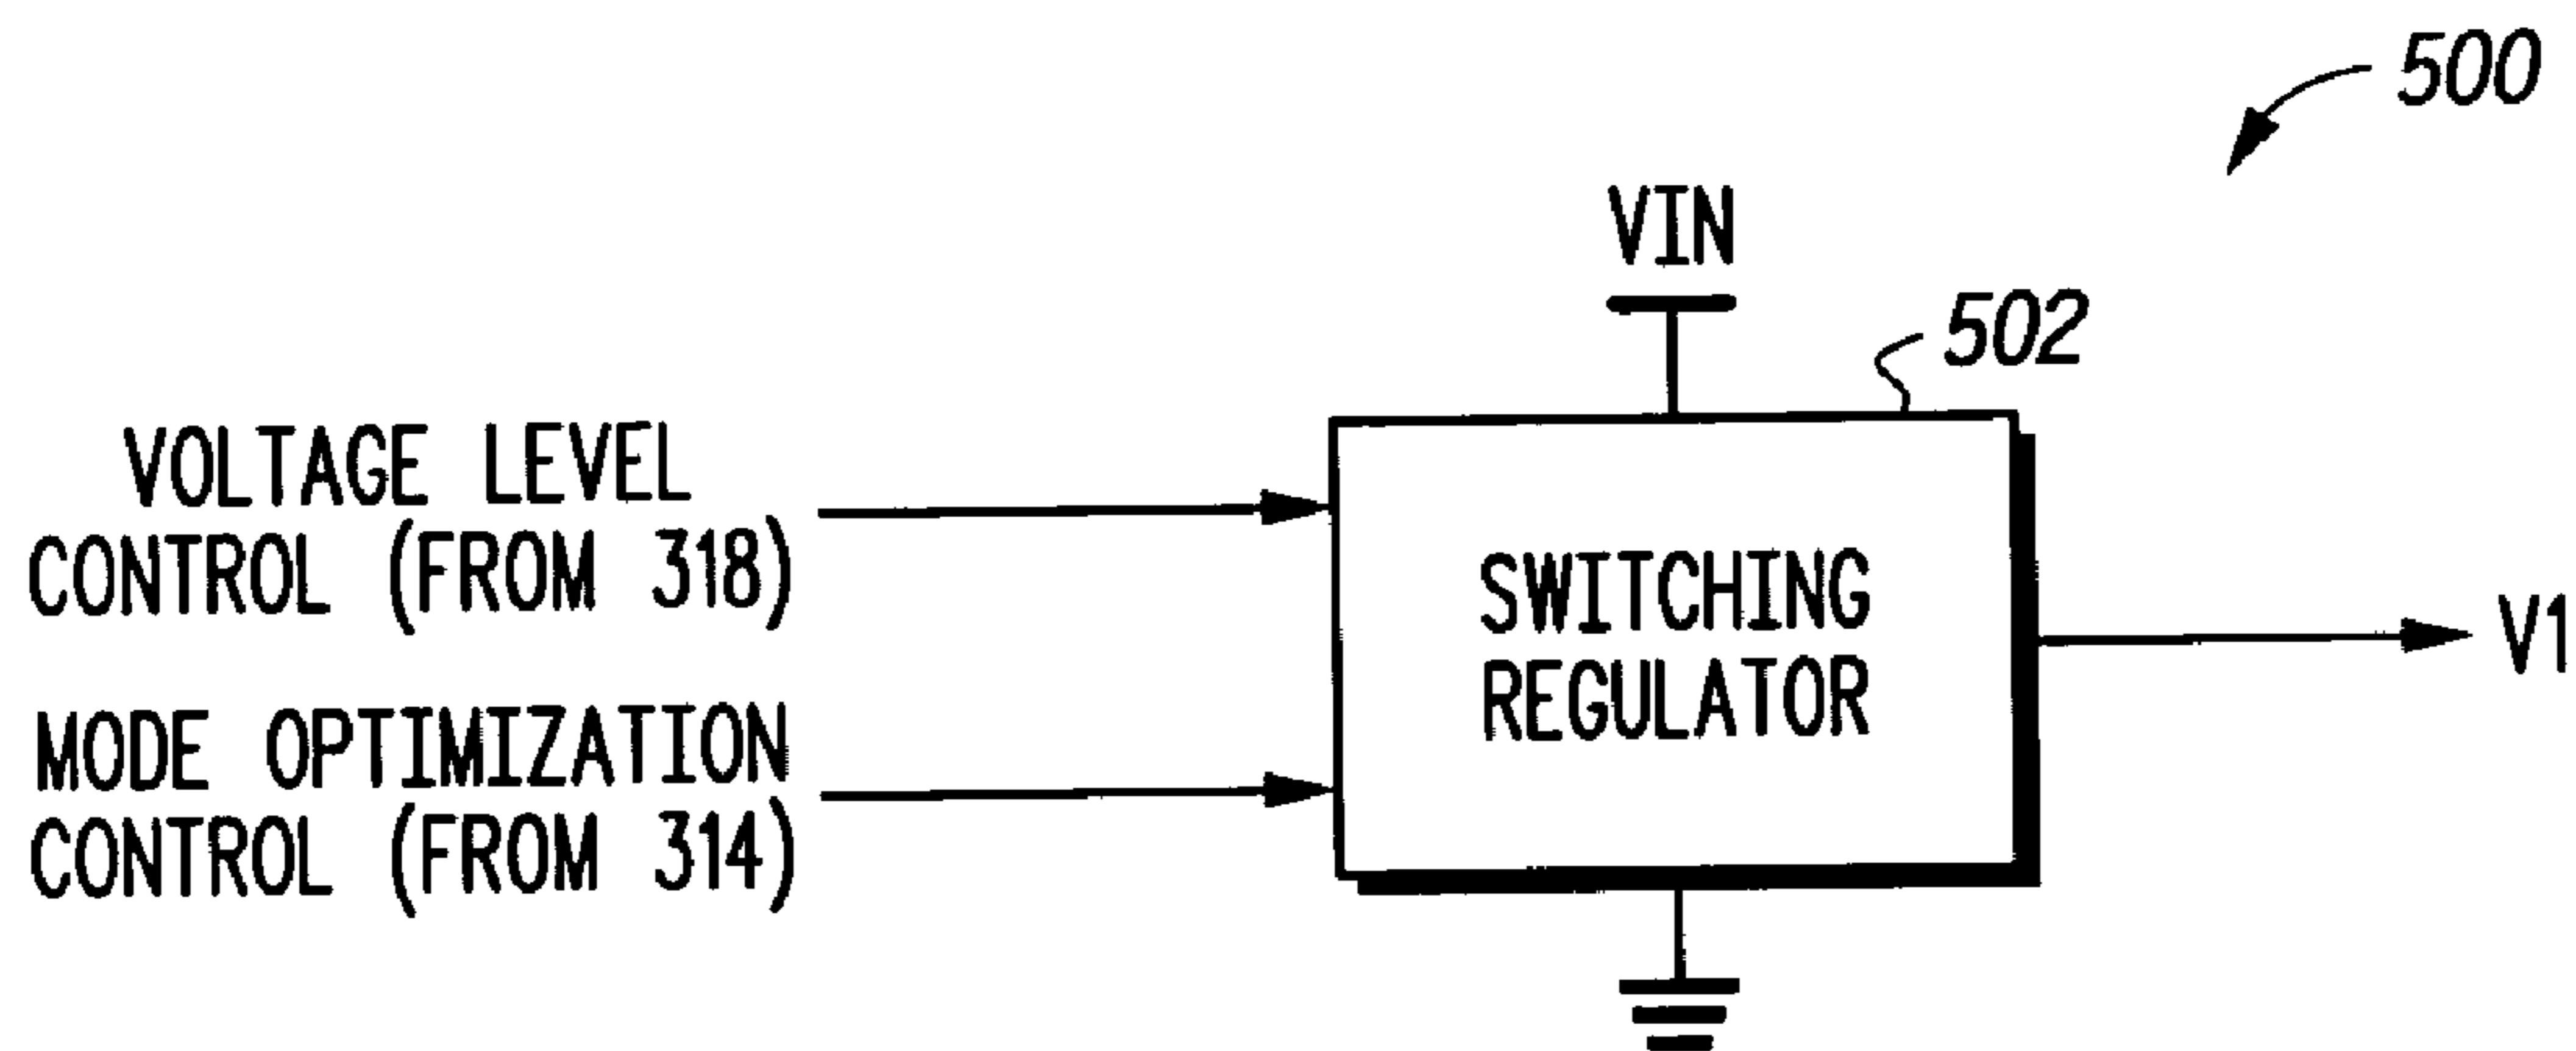 500
VIN
502
VOLTAGE LEVEL
CONTROL (FROM 318)
SWITCHING
REGULATOR
V1
MODE OPTIMIZATION
CONTROL (FROM 314)